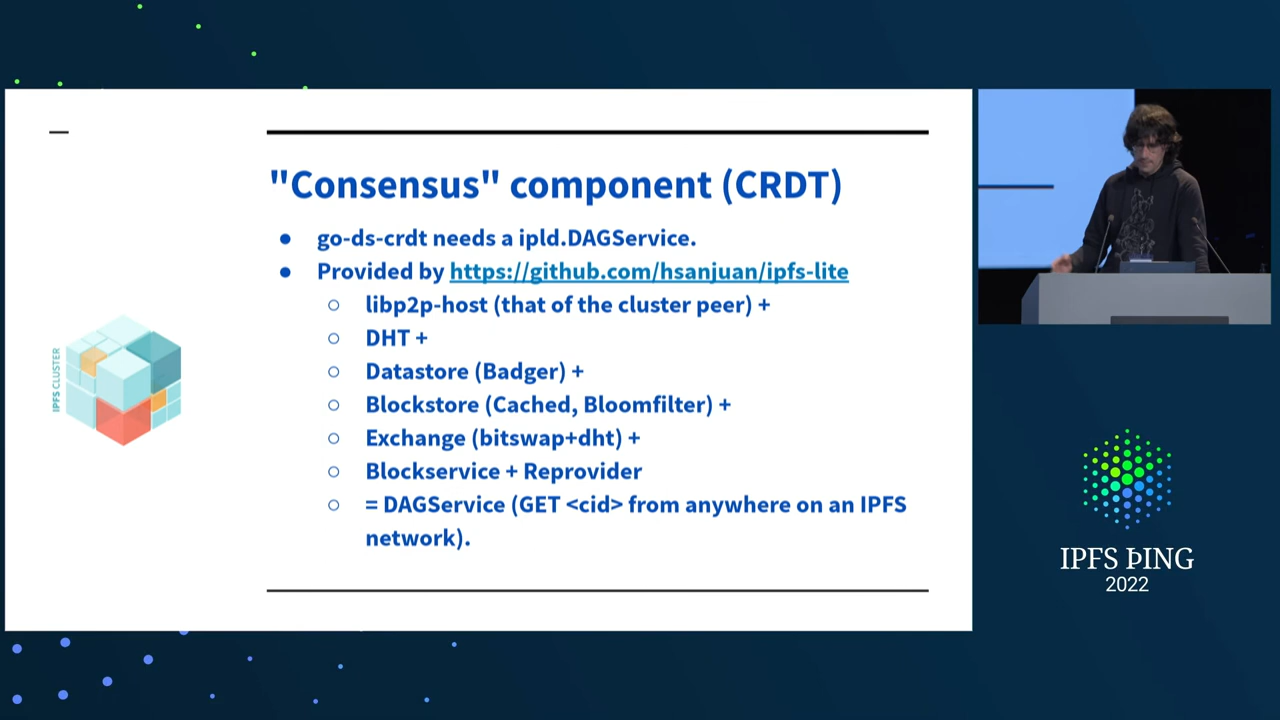 "Consensus" component (CRDT)
● go-ds-crdt needs a ipld.DAGService.
● Provided by https://github.com/hsanjuan/ipfs-lite
○ libp2p-host (that of the cluster peer) +
○ DHT +
○ Datastore (Badger) +
○ Blockstore (Cached, Bloomfilter) +
○ Exchange (bitswap+dht) +
○ Blockservice + Reprovider
○ = DAGService (GET <cid> from anywhere on an IPFS
network).
IPFS CLUSTER
IPFS ÞING
2022